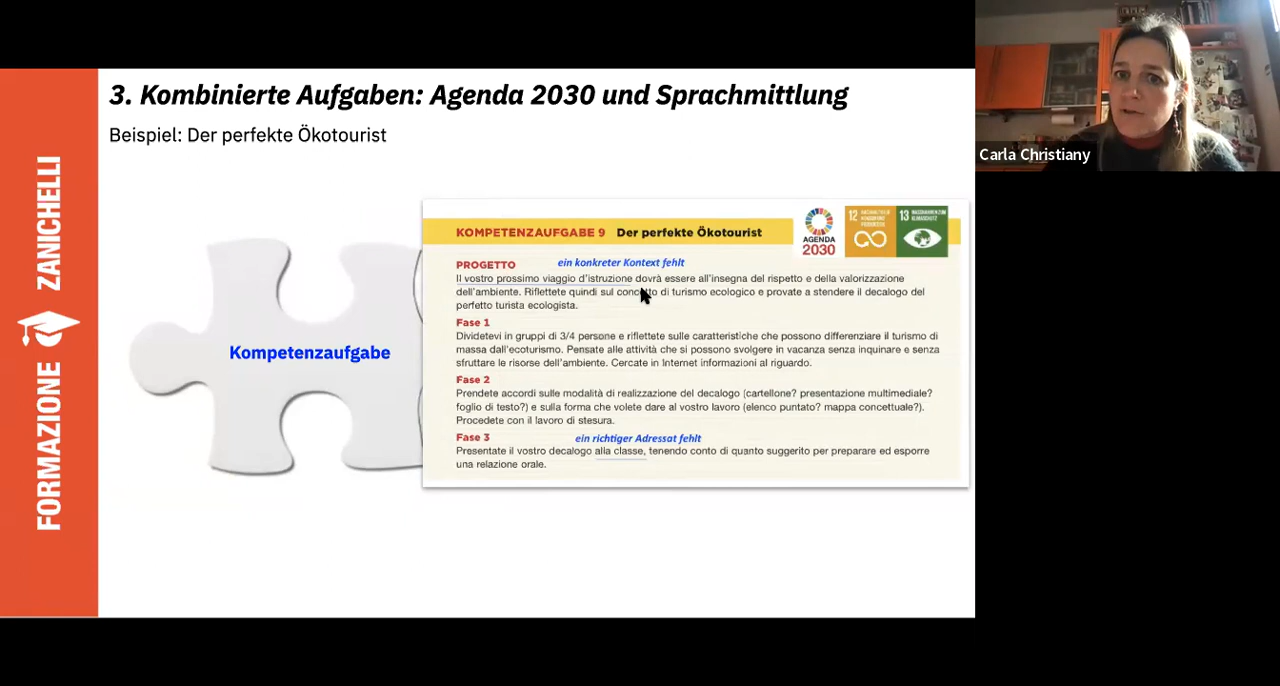 3. Kombinierte Aufgaben: Agenda 2030 und Sprachmittlung
Beispiel: Der perfekte Ökotourist
FORMAZIONE ZANICHELLI
Kompetenzaufgabe
KOMPETENZAUFGABE 9 Der perfekte Ökotourist
AGENDA
2030
12
13 MASSNAHMEN ZUM
KLIMASCHUTZ
PROGETTO
ein konkreter Kontext fehlt
Il vostro prossimo viaggio d'istruzione dovrà essere all'insegna del rispetto e della valorizzazione
dell'ambiente. Riflettete quindi sul concetto di turismo ecologico e provate a stendere il decalogo del
perfetto turista ecologista.
Fase 1
Dividetevi in gruppi di 3/4 persone e riflettete sulle caratteristiche che possono differenziare il turismo di
massa dall'ecoturismo. Pensate alle attività che si possono svolgere in vacanza senza inquinare e senza
sfruttare le risorse dell'ambiente. Cercate in Internet informazioni al riguardo.
Fase 2
Prendete accordi sulle modalità di realizzazione del decalogo (cartellone? presentazione multimediale?
foglio di testo?) e sulla forma che volete dare al vostro lavoro (elenco puntato? mappa concettuale?).
Procedete con il lavoro di stesura.
Fase 3
ein richtiger Adressat fehlt
Presentate il vostro decalogo alla classe, tenendo conto di quanto suggerito per preparare ed esporre
una relazione orale.
Carla Christiany